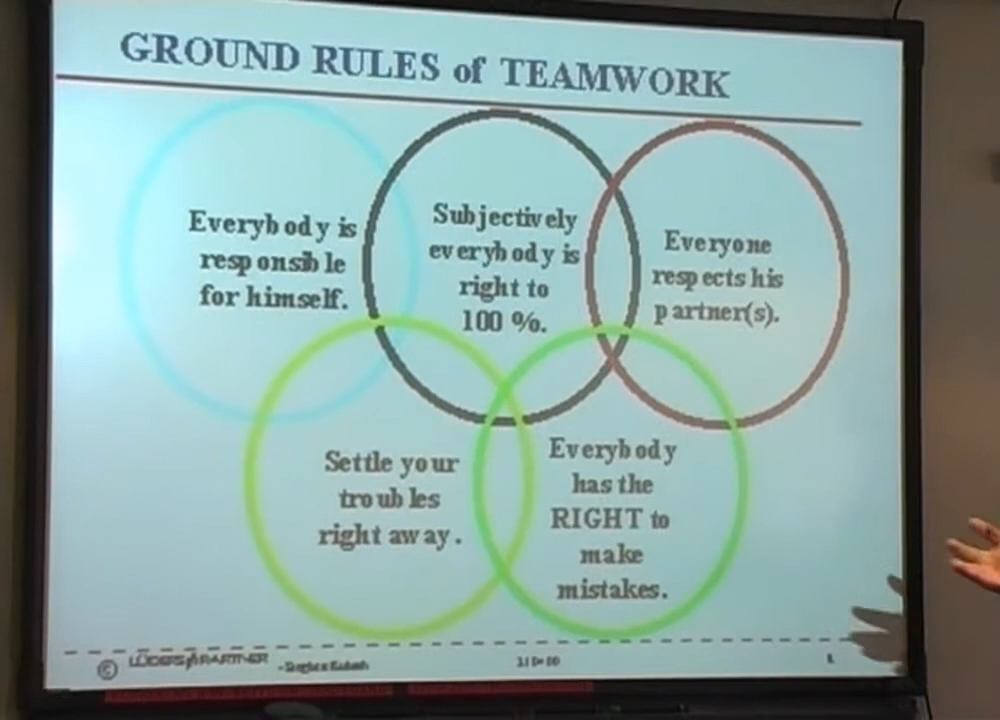 GROUND RULES of TEAMWORK
Everybody is
responsible
for himself.
Subjectively
everybody is
right to
100 %.
Everyone
respects his
partner(s).
Settle your
troubles
right away.
Everybody
has the
RIGHT to
make
mistakes.
©